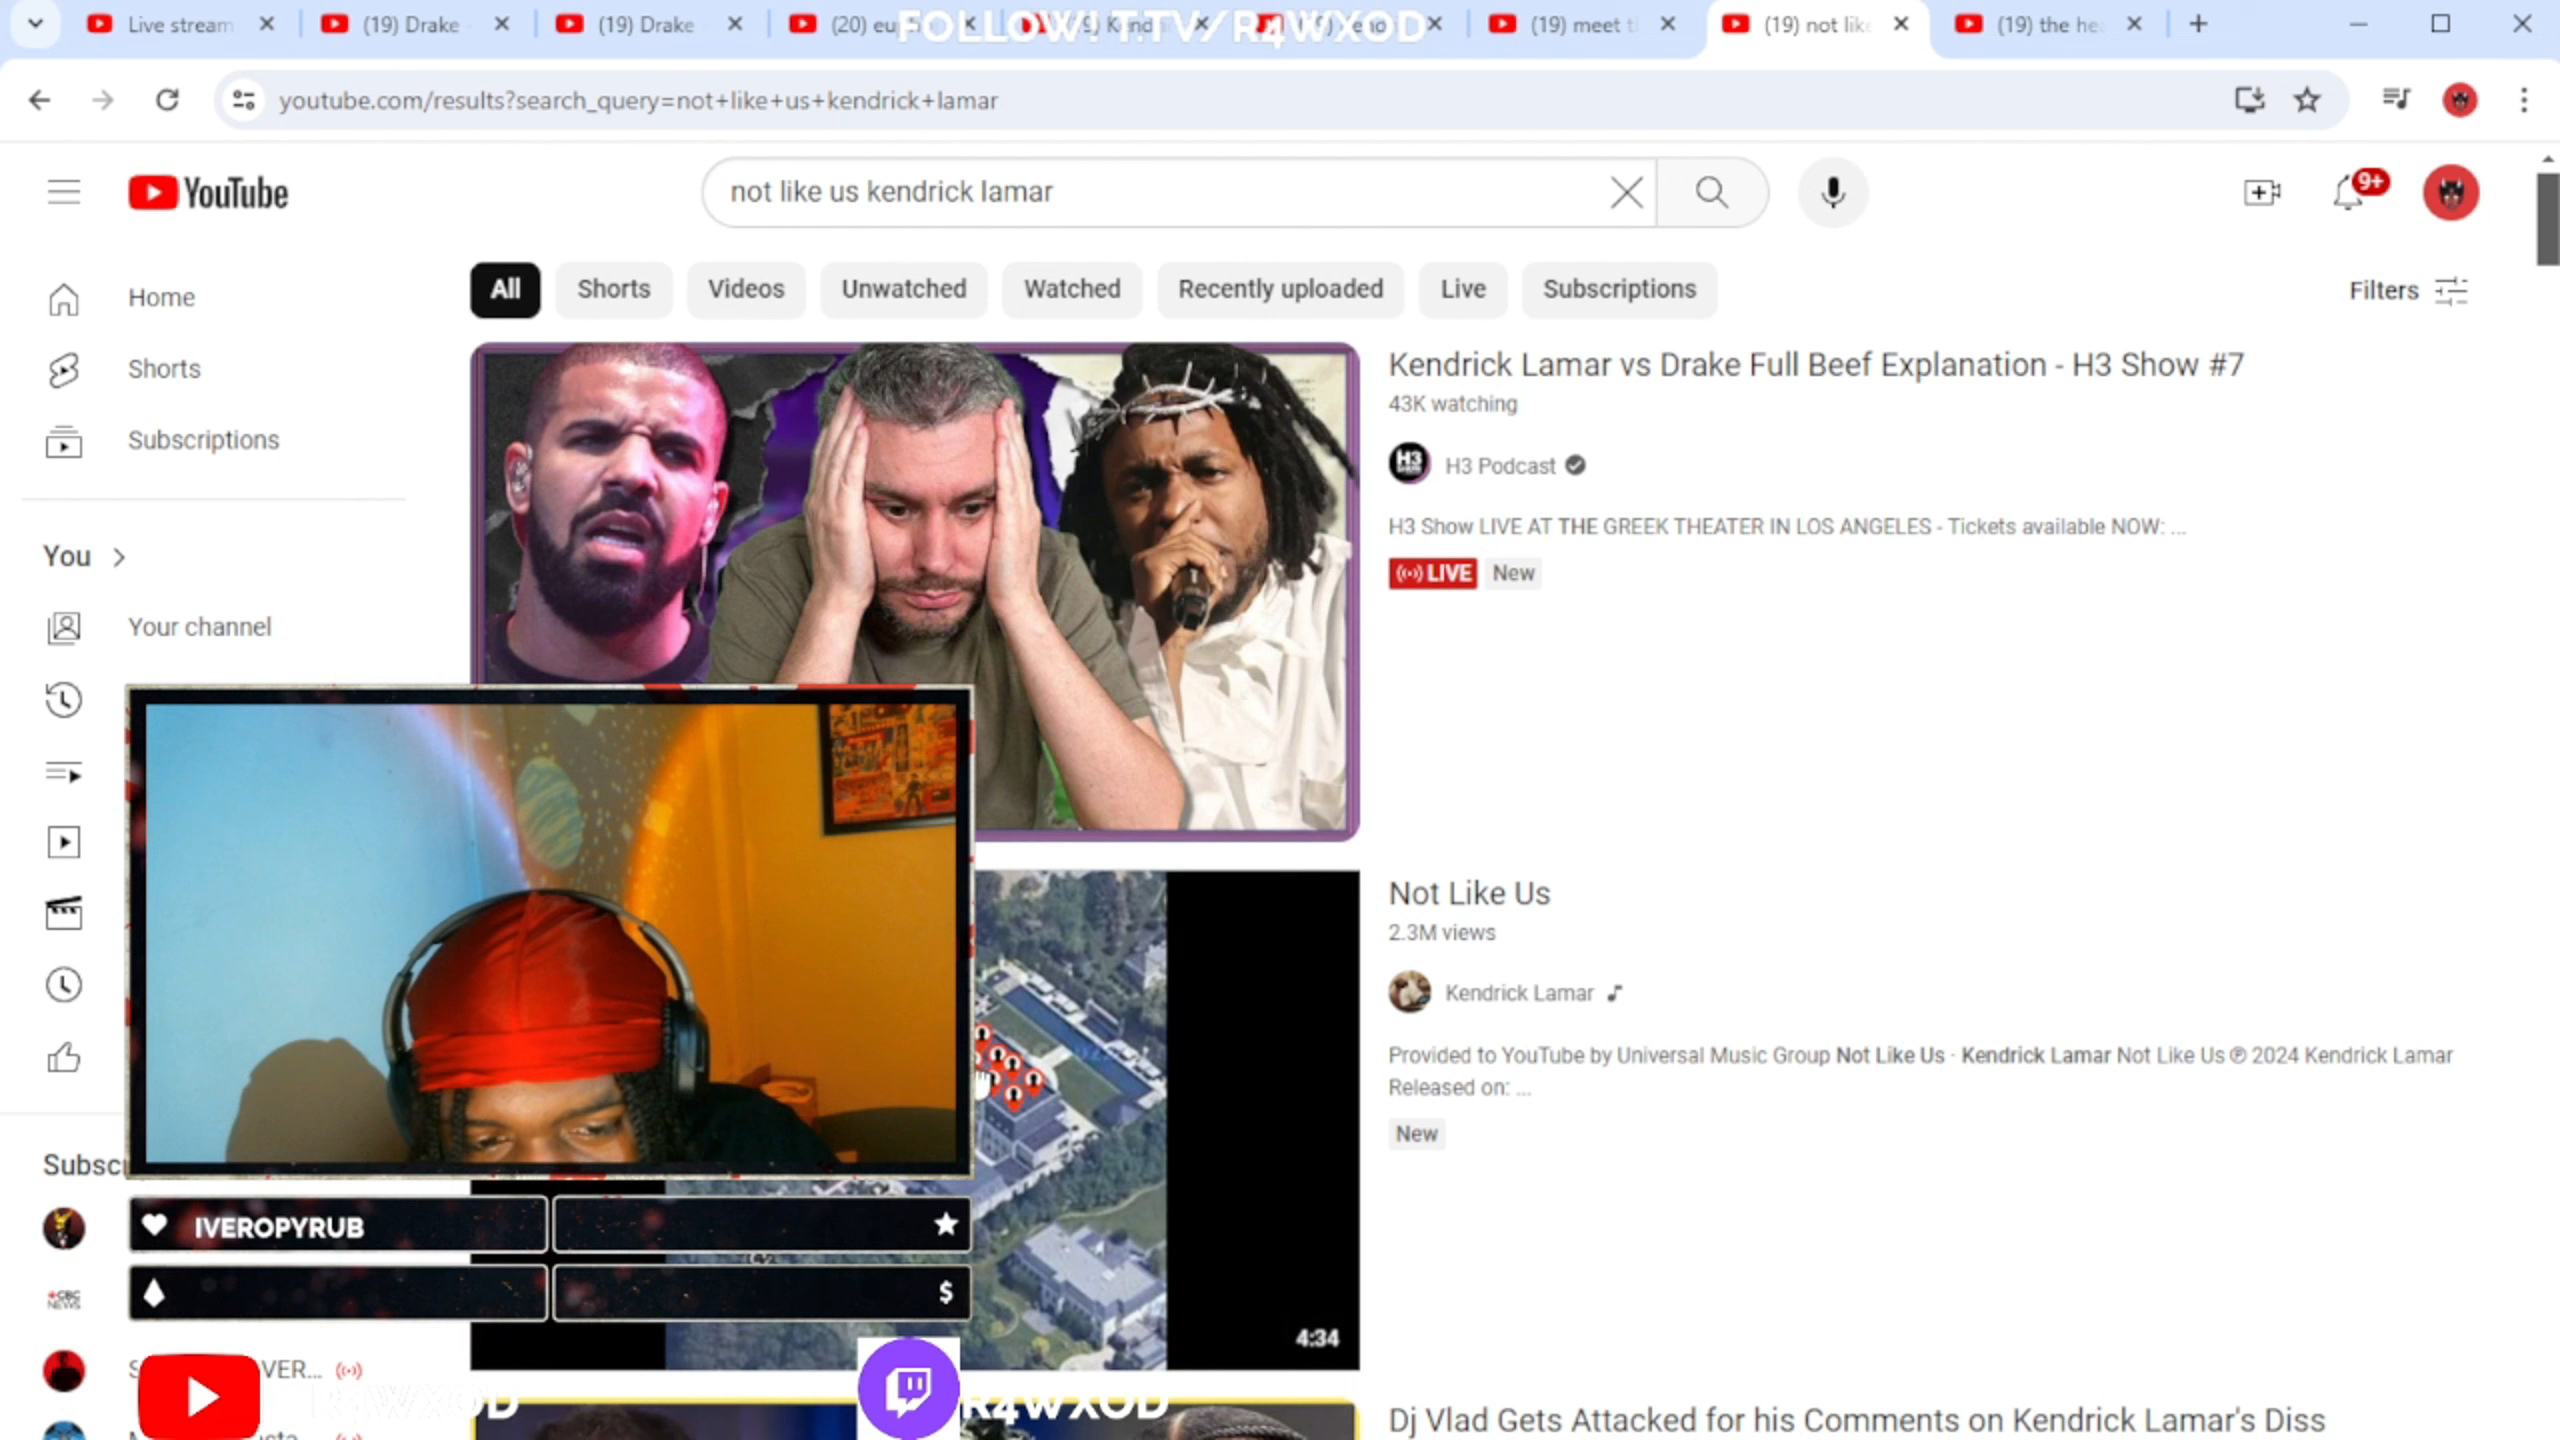 Live stream
(19) Drake
(19) Drake
(20) eu
(19) meet t
(19) not like
(19) the he
FOLLOW! T.TV/R4WXOD
youtube.com/results?search_query=not+like+us+kendrick+lamar
YouTube
not like us kendrick lamar
9+
Home
Shorts
Subscriptions
You
Your channel
All
Shorts
Videos
Unwatched
Watched
Recently uploaded
Live
Subscriptions
Filters
Kendrick Lamar vs Drake Full Beef Explanation - H3 Show #7
43K watching
H3 Podcast
H3 Show LIVE AT THE GREEK THEATER IN LOS ANGELES - Tickets available NOW: ...
LIVE New
Not Like Us
2.3M views
Kendrick Lamar
Provided to YouTube by Universal Music Group Not Like Us · Kendrick Lamar Not Like Us ℗ 2024 Kendrick Lamar
Released on: ...
New
4:34
Subsc
IVEROPYRUB
$
CBC
NEWS
VER...
R4WXOD
R4WXOD
Dj Vlad Gets Attacked for his Comments on Kendrick Lamar's Diss